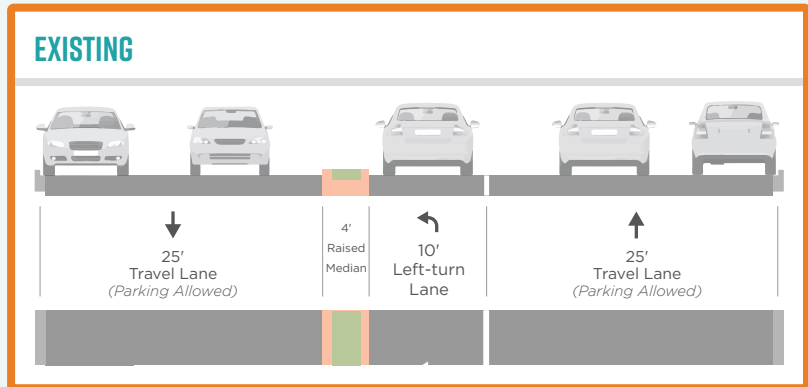 EXISTING
25'
Travel Lane
(Parking Allowed)
4'
Raised
Median
10'
Left-turn
Lane
25'
Travel Lane
(Parking Allowed)